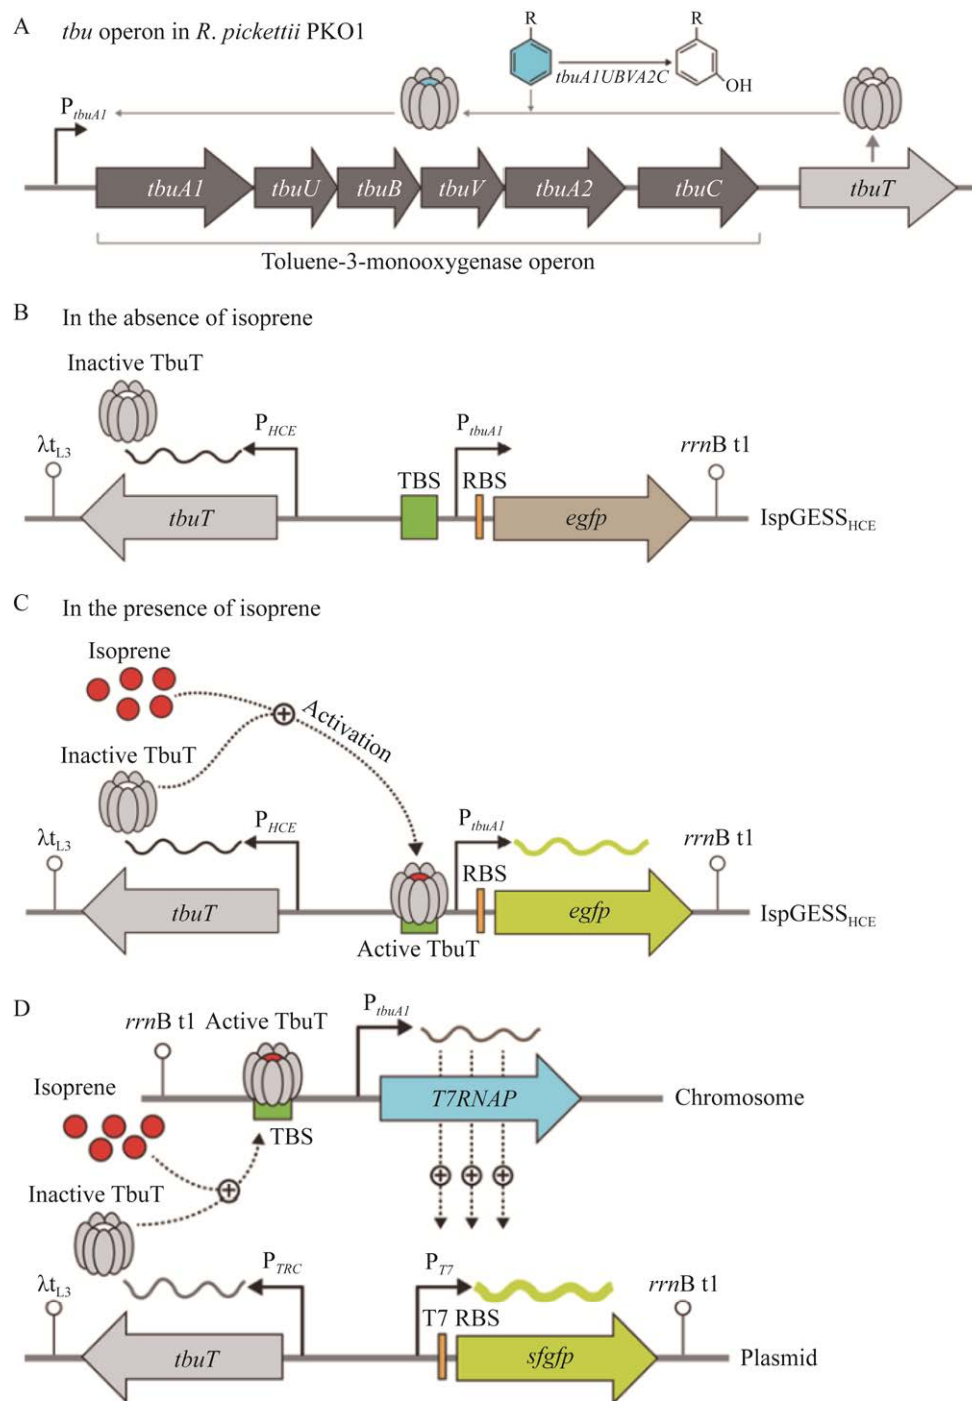 A tbu operon in R. pickettii PKO1
R R
tbuA1UBVA2C
OH
PtbuA1
tbuA1 tbuU tbuB tbuV tbuA2 tbuC tbuT
Toluene-3-monooxygenase operon
B In the absence of isoprene
Inactive TbuT
λtL3 PHCE PtbuA1 rrnB t1
TBS RBS
tbuT egfp IspGESSHCE
C In the presence of isoprene
Isoprene
Activation
Inactive TbuT
λtL3 PHCE PtbuA1 rrnB t1
RBS
tbuT egfp IspGESSHCE
Active TbuT
D PtbuA1
rrnB t1 Active TbuT
Isoprene
T7RNAP Chromosome
TBS
Inactive TbuT
λtL3 PTRC PT7 rrnB t1
T7 RBS
tbuT sfgfp Plasmid